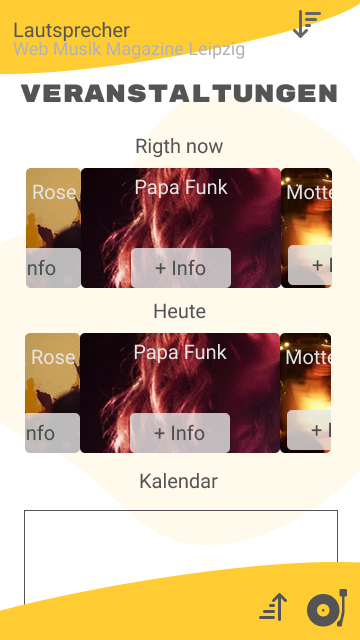 Lautsprecher
Web Musik Magazine Leipzig
VERANSTALTUNGEN
Rigth now
Rose Papa Funk Motte
nfo + Info +
Heute
Rose Papa Funk Motte
nfo + Info +
Kalendar